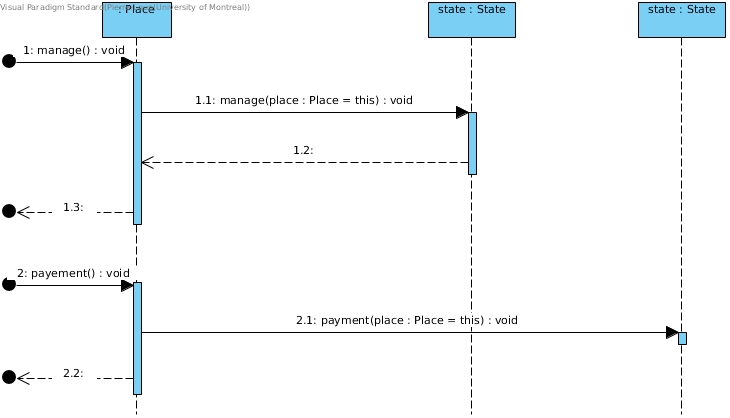 Visual Paradigm Standard(Pierre(University of Montreal))
: Place
state : State
state : State
1: manage() : void
1.1: manage(place : Place = this) : void
1.2:
1.3:
2: payement() : void
2.1: payment(place : Place = this) : void
2.2: